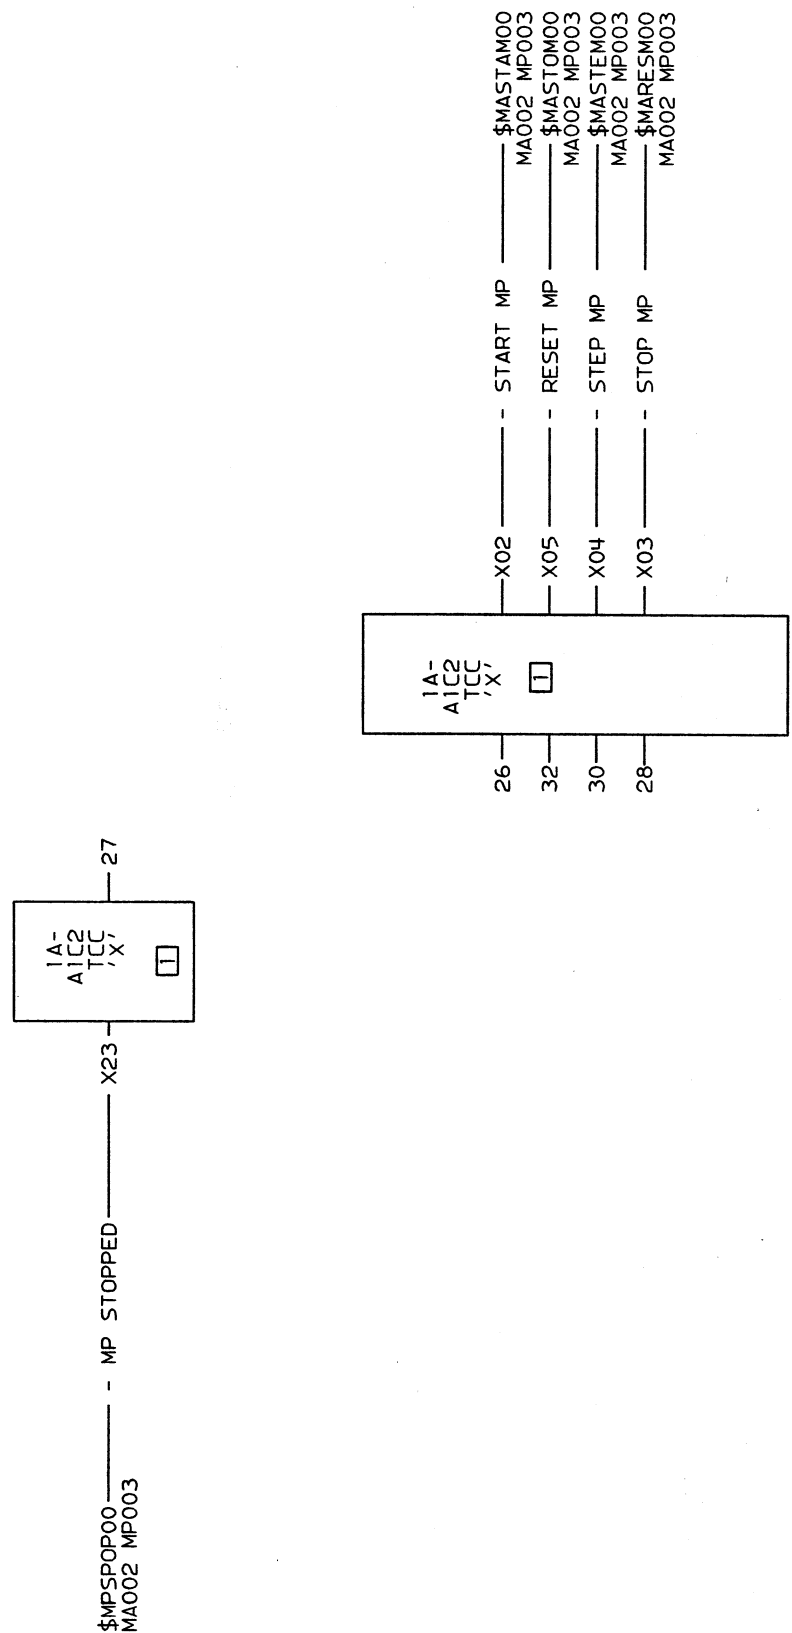 $MPSPOP00 - MP STOPPED X23
MA002 MP003
1A-
A1C2
TCC
'X'
1
27
26
32
30
28
1A-
A1C2
TCC
'X'
1
X02 - START MP $MASTAM00
MA002 MP003
X05 - RESET MP $MASTOM00
MA002 MP003
X04 - STEP MP $MASTEM00
MA002 MP003
X03 - STOP MP $MARESM00
MA002 MP003